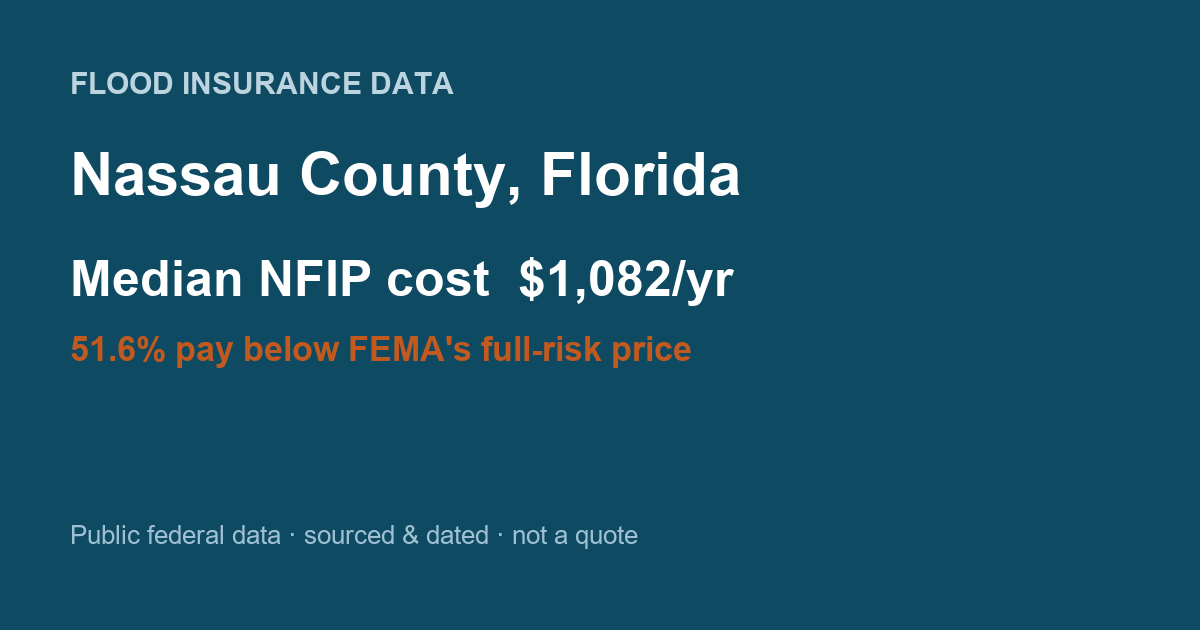 FLOOD INSURANCE DATA
Nassau County, Florida
Median NFIP cost  $1,082/yr
51.6% pay below FEMA's full-risk price
Public federal data · sourced & dated · not a quote